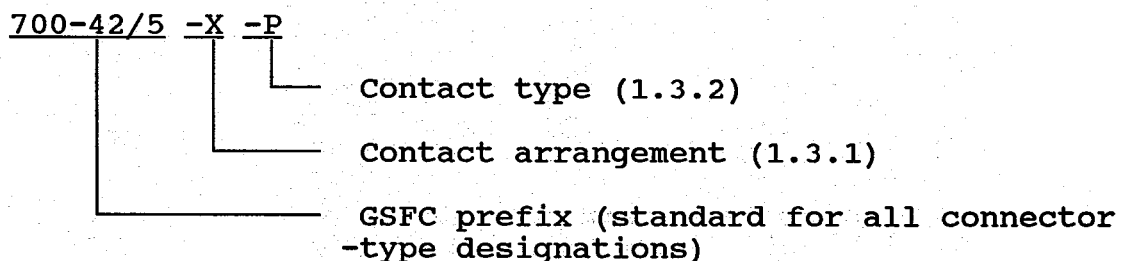 700-42/5 -X -P
Contact type (1.3.2)
Contact arrangement (1.3.1)
GSFC prefix (standard for all connector
-type designations)